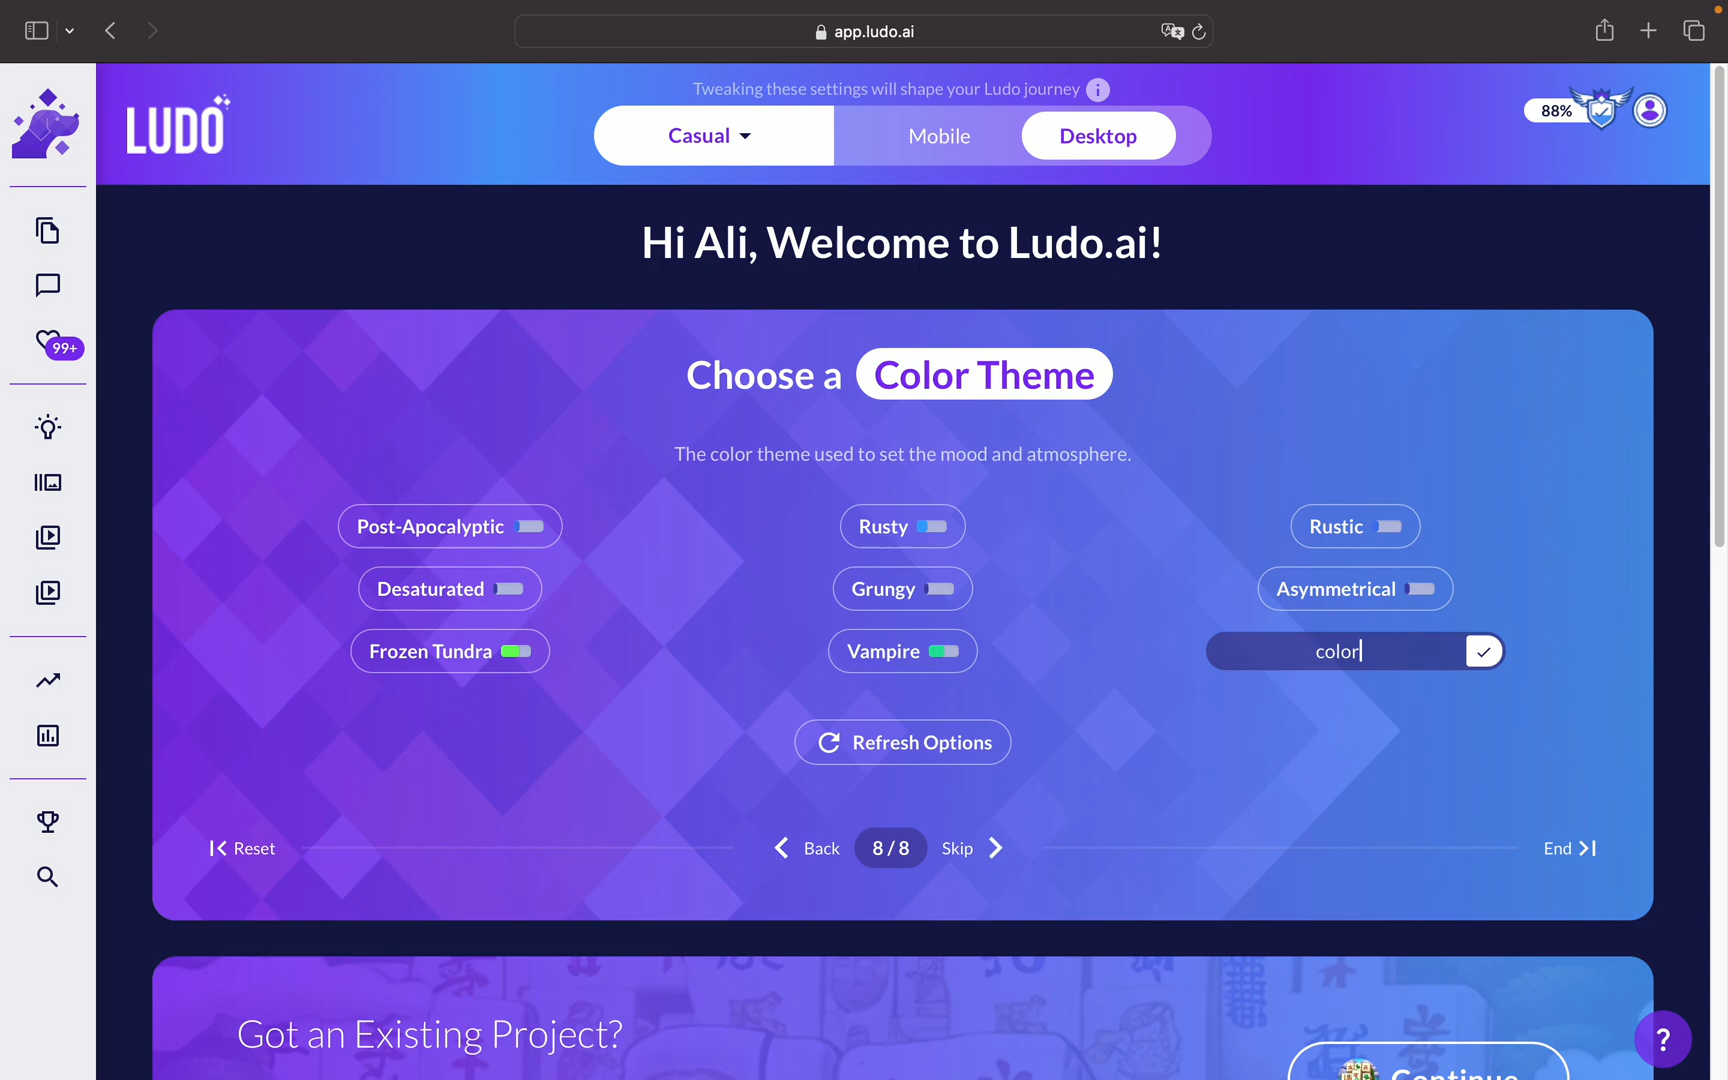 app.ludo.ai
Tweaking these settings will shape your Ludo journey i
LUDO
Casual
Mobile
Desktop
88%
99+
Hi Ali, Welcome to Ludo.ai!
Choose a Color Theme
The color theme used to set the mood and atmosphere.
Post-Apocalyptic
Rusty
Rustic
Desaturated
Grungy
Asymmetrical
Frozen Tundra
Vampire
color
Refresh Options
Reset
Back
8 / 8
Skip
End
Got an Existing Project?
Continue
?